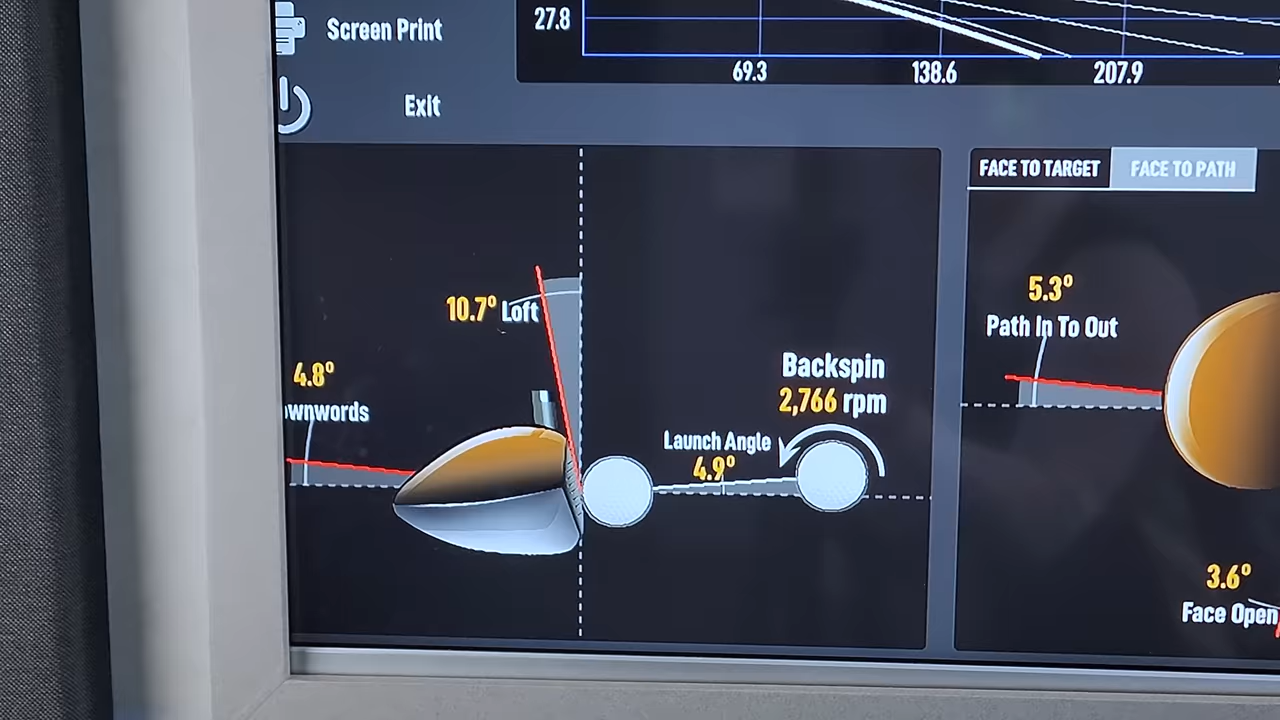 Screen Print
Exit
27.8
69.3
138.6
207.9
10.7° Loft
4.8°
ownwords
Backspin
2,766 rpm
Launch Angle
4.9°
FACE TO TARGET
FACE TO PATH
5.3°
Path In To Out
3.6°
Face Open